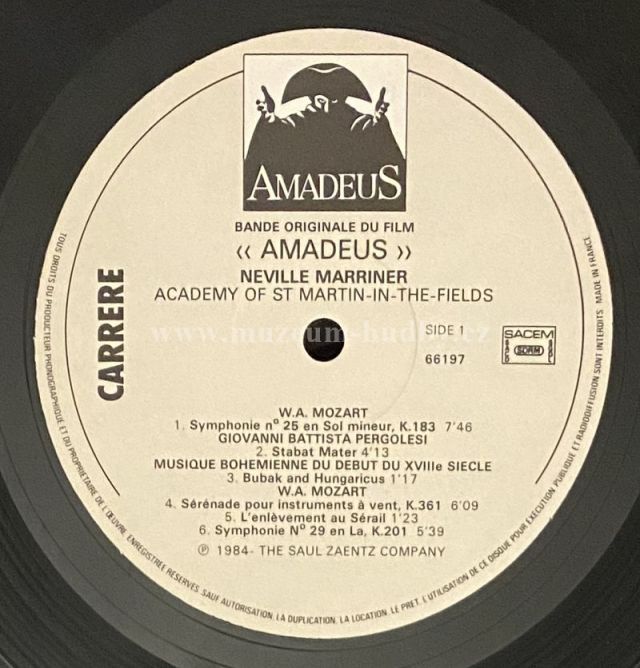 AMADEUS
BANDE ORIGINALE DU FILM
‹‹ AMADEUS ››
NEVILLE MARRINER
ACADEMY OF ST MARTIN-IN-THE-FIELDS
CARRERE
SIDE 1
66197
SACEM
SDRM
W.A. MOZART
1. Symphonie nº 25 en Sol mineur, K.183 7'46
GIOVANNI BATTISTA PERGOLESI
2. Stabat Mater 4'13
MUSIQUE BOHEMIENNE DU DEBUT DU XVIIIe SIECLE
3. Bubak and Hungaricus 1'17
W.A. MOZART
4. Sérénade pour instruments à vent, K.361 6'09
5. L'enlèvement au Sérail 1'23
6. Symphonie Nº 29 en La, K.201 5'39
℗ 1984- THE SAUL ZAENTZ COMPANY
TOUS DROITS DU PRODUCTEUR PHONOGRAPHIQUE ET DU PROPRIETAIRE DE L'ŒUVRE, ENREGISTREE RESERVES. SAUF AUTORISATION, LA DUPLICATION, LA LOCATION, LE PRET, L'UTILISATION DE CE DISQUE POUR EXECUTION PUBLIQUE ET RADIODIFFUSION SONT INTERDITS. MADE IN FRANCE
www.muzeum-hudby.cz